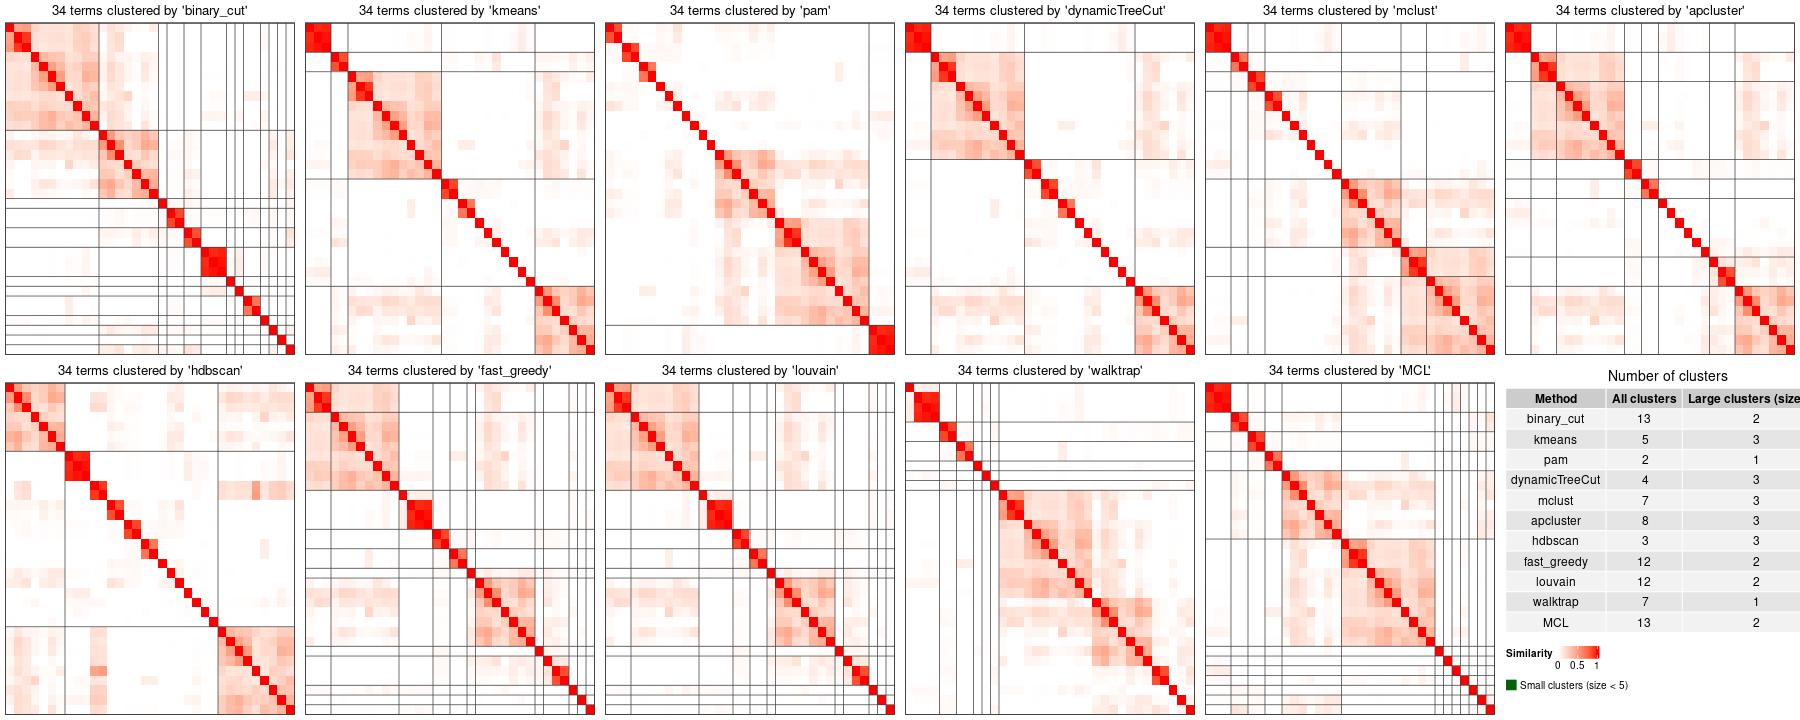 34 terms clustered by 'binary_cut'
34 terms clustered by 'kmeans'
34 terms clustered by 'pam'
34 terms clustered by 'dynamicTreeCut'
34 terms clustered by 'mclust'
34 terms clustered by 'apcluster'
34 terms clustered by 'hdbscan'
34 terms clustered by 'fast_greedy'
34 terms clustered by 'louvain'
34 terms clustered by 'walktrap'
34 terms clustered by 'MCL'
Number of clusters
Method All clusters Large clusters (size
binary_cut 13 2
kmeans 5 3
pam 2 1
dynamicTreeCut 4 3
mclust 7 3
apcluster 8 3
hdbscan 3 3
fast_greedy 12 2
louvain 12 2
walktrap 7 1
MCL 13 2
Similarity
0 0.5 1
Small clusters (size < 5)